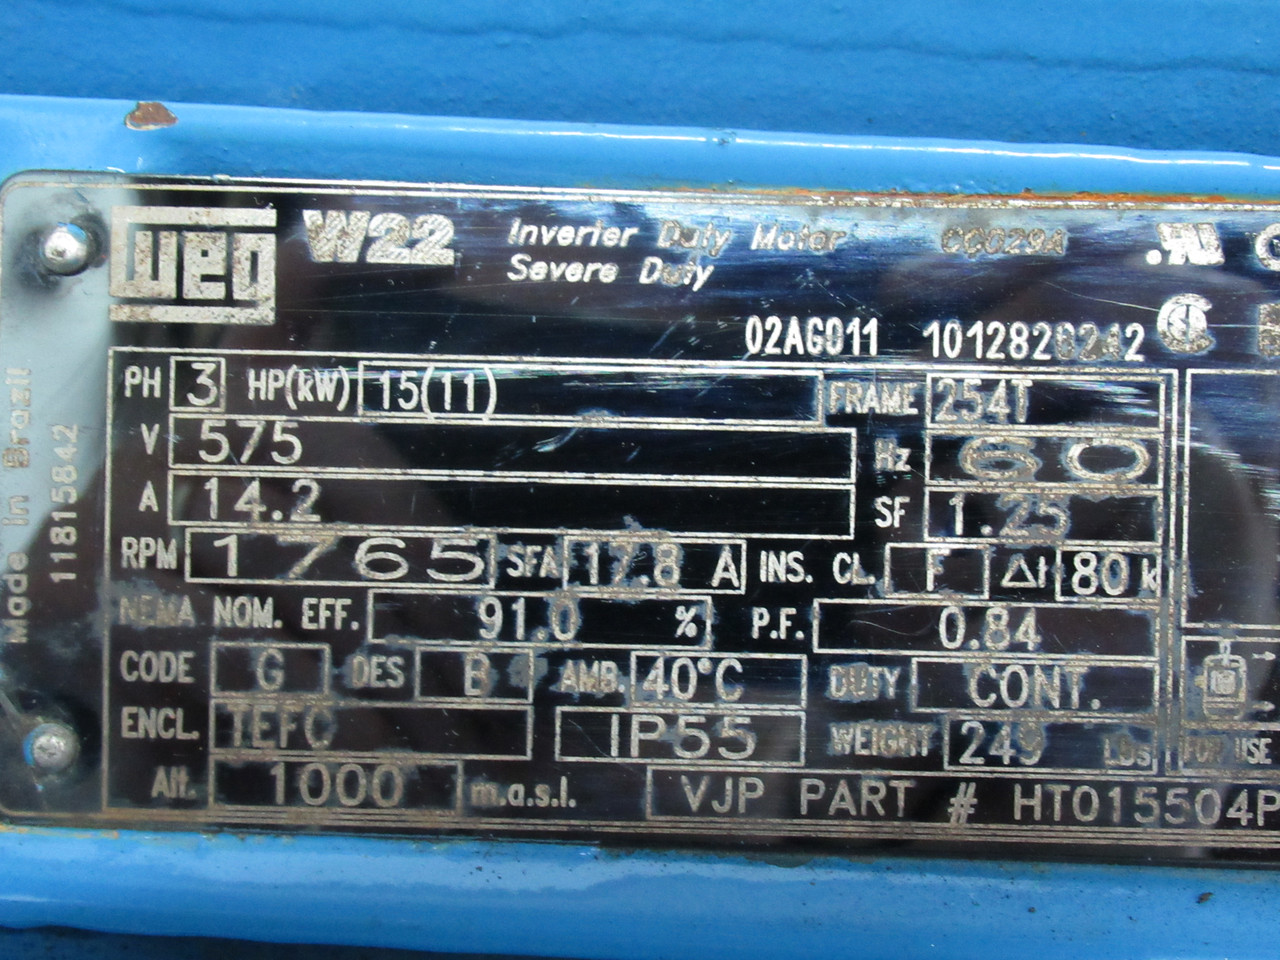 weg W22 Inverter Duty Motor CC029A
Severe Duty
02AG011
PH 3 HP(kW) 15(11) FRAME 254T
V 575 Hz 60
A 14.2 SF 1.25
RPM 1765 SFA 17.8 A INS. CL. F Δt 80 k
NEMA NOM. EFF. 91.0 % P.F. 0.84
CODE G DES B AMB. 40°C DUTY CONT.
ENCL. TEFC IP55 WEIGHT 249 Lbs FOR USE
Alt. 1000 m.a.s.l. VJP PART # HT015504P
Made in Brazil
11815842